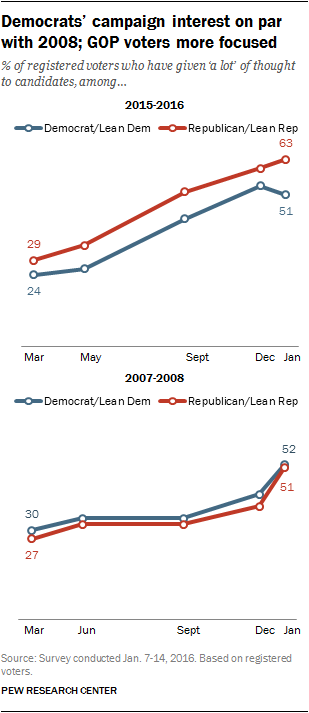 Democrats' campaign interest on par
with 2008; GOP voters more focused
% of registered voters who have given 'a lot' of thought
to candidates, among...
2015-2016
Democrat/Lean Dem Republican/Lean Rep
63
51
29
24
Mar May Sept Dec Jan
2007-2008
Democrat/Lean Dem Republican/Lean Rep
52
51
30
27
Mar Jun Sept Dec Jan
Source: Survey conducted Jan. 7-14, 2016. Based on registered
voters.
PEW RESEARCH CENTER